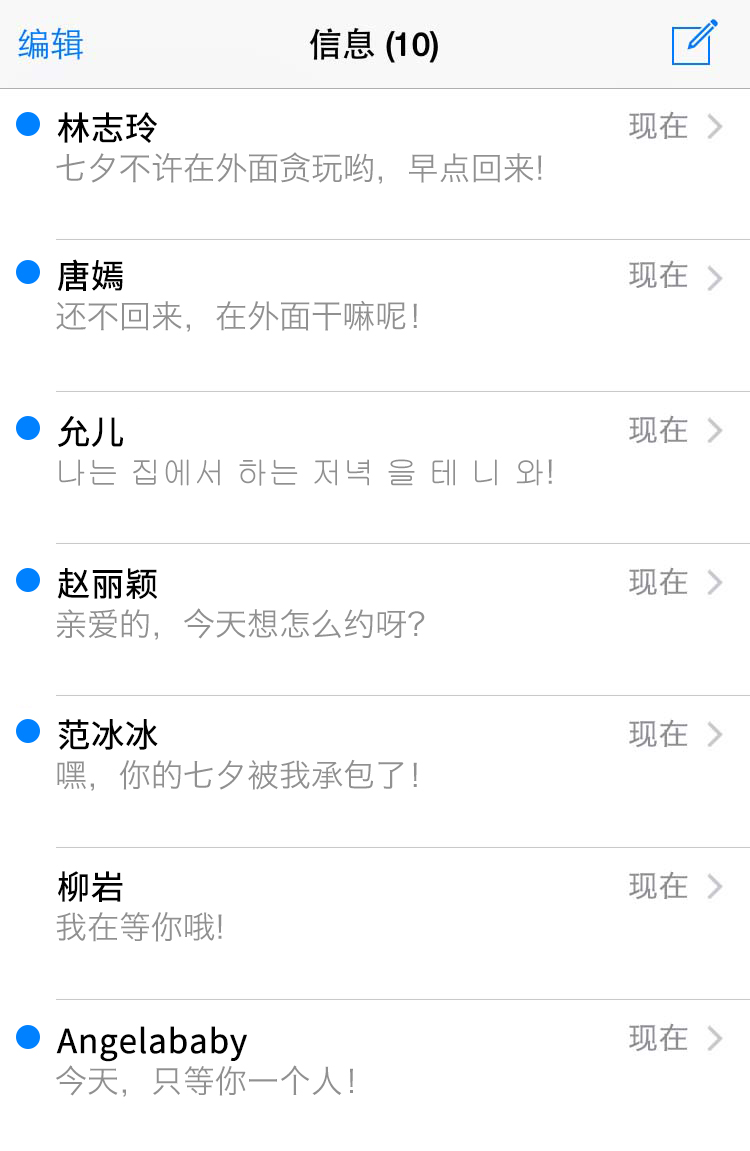 编辑
信息 (10)
林志玲
现在
七夕不许在外面贪玩哟，早点回来!
唐嫣
现在
还不回来，在外面干嘛呢!
允儿
现在
나는 집에서 하는 저녁 을 테 니 와!
赵丽颖
现在
亲爱的，今天想怎么约呀?
范冰冰
现在
嘿，你的七夕被我承包了!
柳岩
现在
我在等你哦!
Angelababy
现在
今天，只等你一个人!